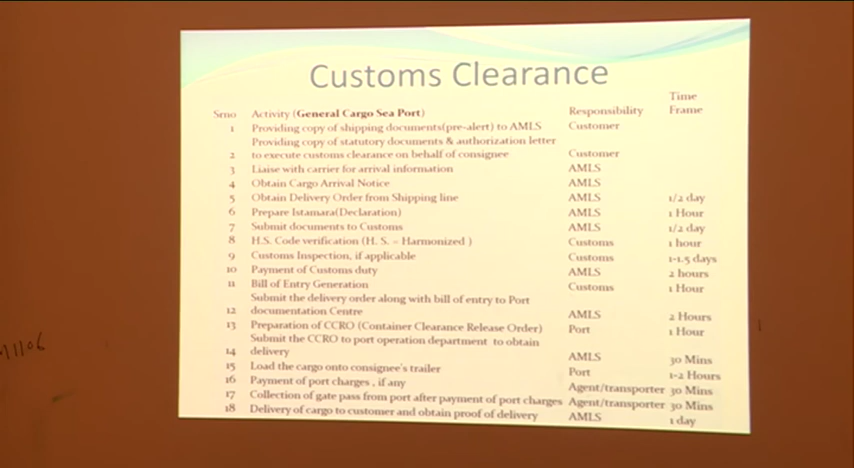 Customs Clearance
Time
Srno Activity (General Cargo Sea Port) Responsibility Frame
1 Providing copy of shipping documents(pre-alert) to AMLS Customer
Providing copy of statutory documents & authorization letter
2 to execute customs clearance on behalf of consignee Customer
3 Liaise with carrier for arrival information AMLS
4 Obtain Cargo Arrival Notice AMLS
5 Obtain Delivery Order from Shipping line AMLS 1/2 day
6 Prepare Istamara(Declaration) AMLS 1 Hour
7 Submit documents to Customs AMLS 1/2 day
8 H.S. Code verification (H. S. = Harmonized ) Customs 1 hour
9 Customs Inspection, if applicable Customs 1-1.5 days
10 Payment of Customs duty AMLS 2 hours
11 Bill of Entry Generation Customs 1 Hour
Submit the delivery order along with bill of entry to Port
12 documentation Centre AMLS 2 Hours
13 Preparation of CCRO (Container Clearance Release Order) Port 1 Hour
Submit the CCRO to port operation department to obtain
14 delivery AMLS 30 Mins
15 Load the cargo onto consignee's trailer Port 1-2 Hours
16 Payment of port charges , if any Agent/transporter 30 Mins
17 Collection of gate pass from port after payment of port charges Agent/transporter 30 Mins
18 Delivery of cargo to customer and obtain proof of delivery AMLS 1 day